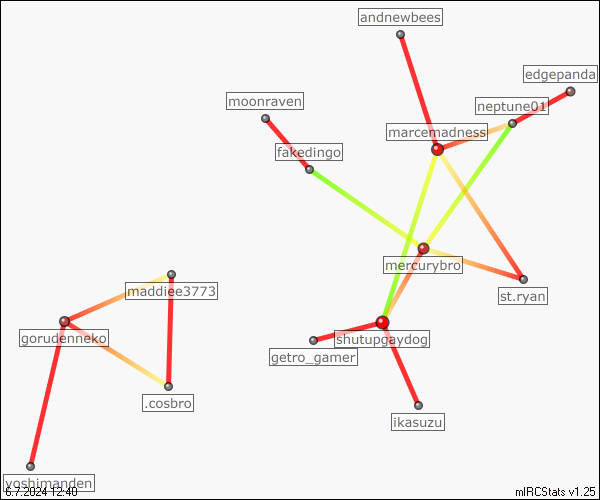 andnewbees
edgepanda
moonraven
neptune01
marcemadness
fakedingo
mercurybro
maddiee3773
st.ryan
gorudenneko
shutupgaydog
getro_gamer
.cosbro
ikasuzu
yoshimanden
6.7.2024 12:40
mIRCStats v1.25